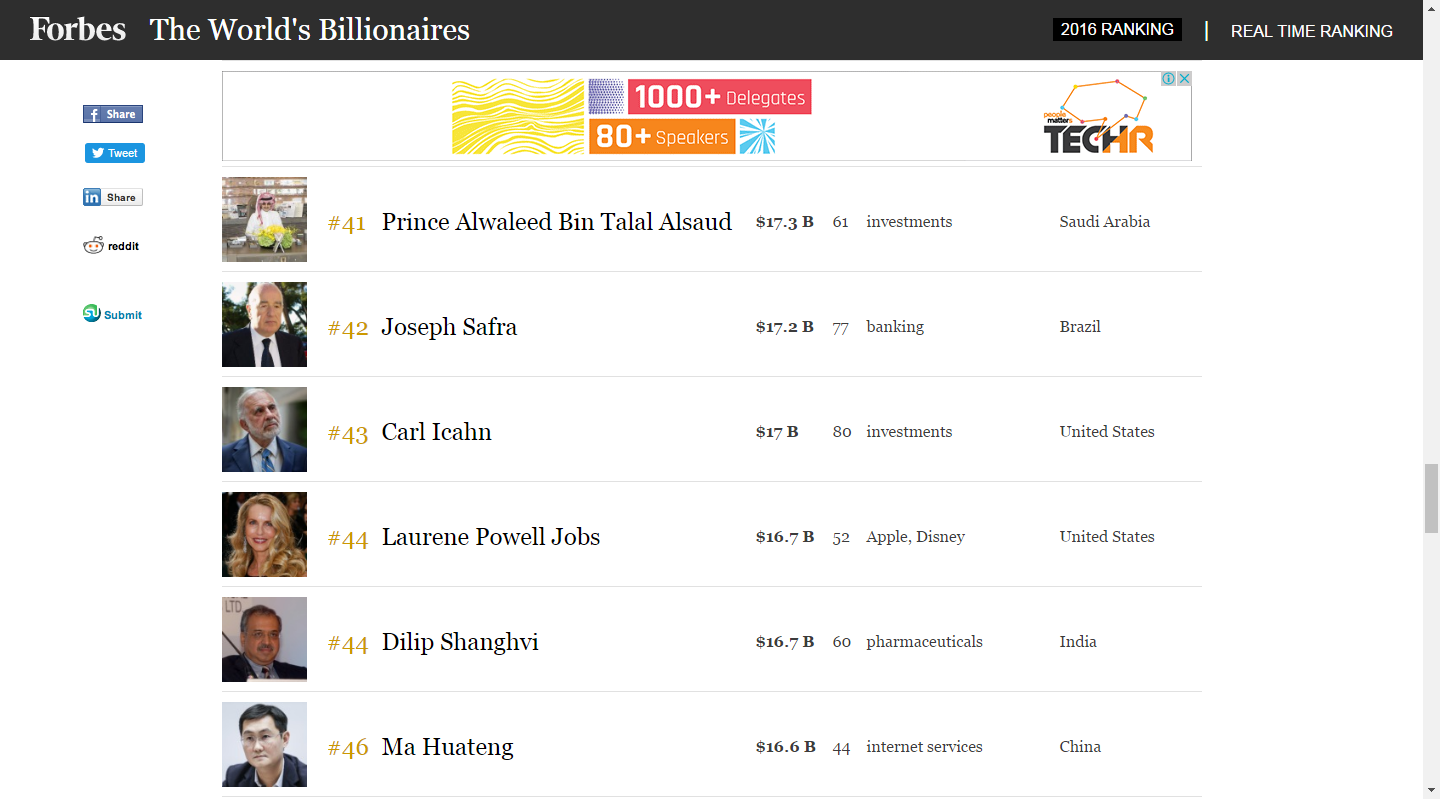 Forbes The World's Billionaires 2016 RANKING | REAL TIME RANKING
1000+ Delegates
80+ Speakers
people matters
TECHHR
Share
Tweet
in Share
reddit
Submit
#41 Prince Alwaleed Bin Talal Alsaud $17.3 B 61 investments Saudi Arabia
#42 Joseph Safra $17.2 B 77 banking Brazil
#43 Carl Icahn $17 B 80 investments United States
#44 Laurene Powell Jobs $16.7 B 52 Apple, Disney United States
LTD.
#44 Dilip Shanghvi $16.7 B 60 pharmaceuticals India
#46 Ma Huateng $16.6 B 44 internet services China